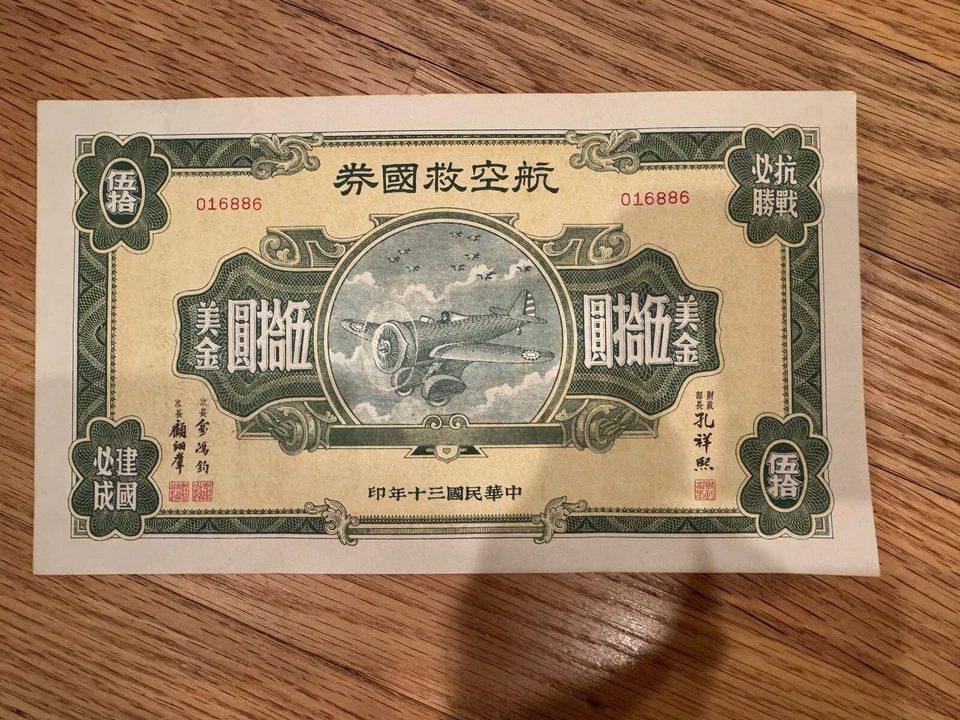 航空救國券
016886
016886
抗戰
必勝
伍拾
美金
伍拾圓
伍拾圓
美金
財政部長
孔祥熙
次長
俞鴻鈞
次長
顧翊羣
伍拾
建國
必成
中華民國三十年印